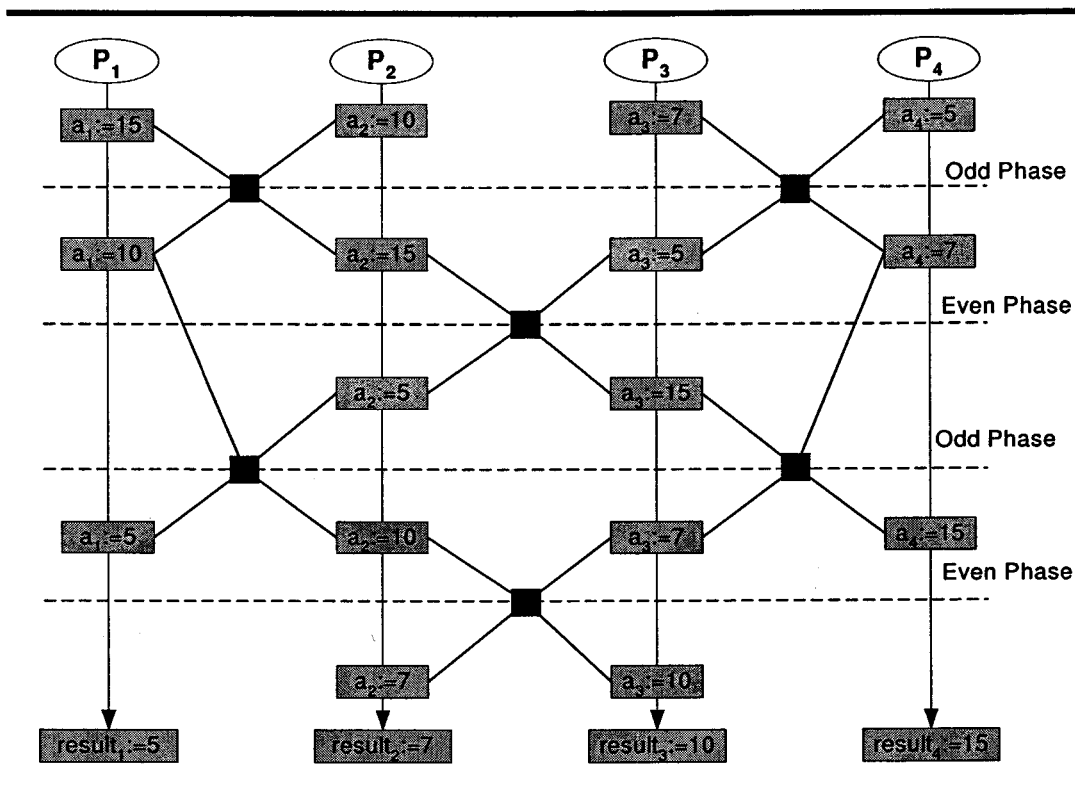 P₁ P₂ P₃ P₄
a₁:=15 a₂:=10 a₃:=7 a₄:=5
Odd Phase
a₁:=10 a₂:=15 a₃:=5 a₄:=7
Even Phase
a₂:=5 a₃:=15
Odd Phase
a₁:=5 a₂:=10 a₃:=7 a₄:=15
Even Phase
a₂:=7 a₃:=10
result₁:=5 result₂:=7 result₃:=10 result₄:=15